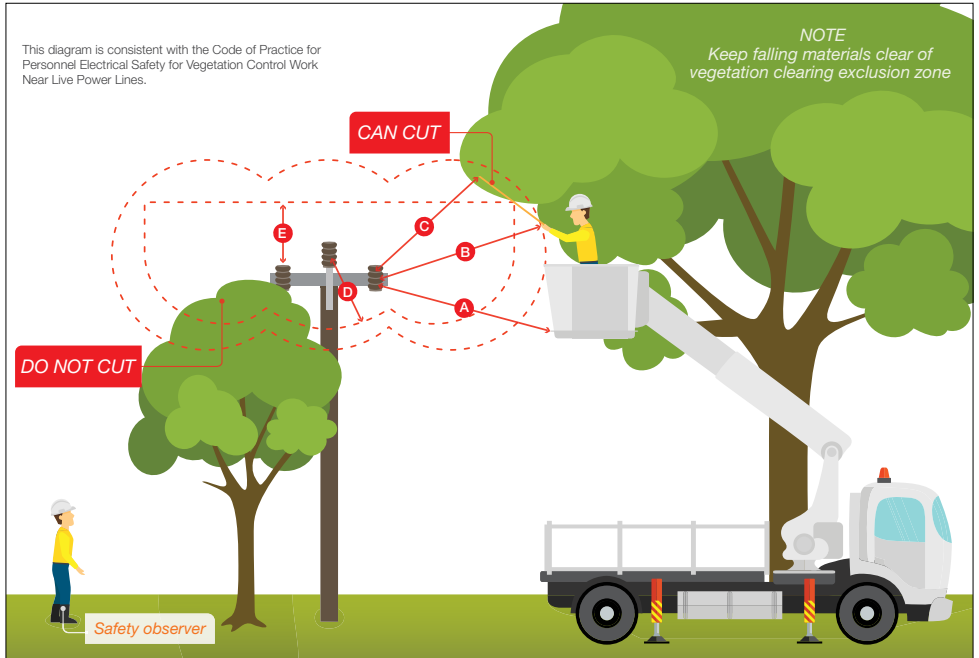 This diagram is consistent with the Code of Practice for
Personnel Electrical Safety for Vegetation Control Work
Near Live Power Lines.
NOTE
Keep falling materials clear of
vegetation clearing exclusion zone
CAN CUT
C
E
B
D
A
DO NOT CUT
Safety observer